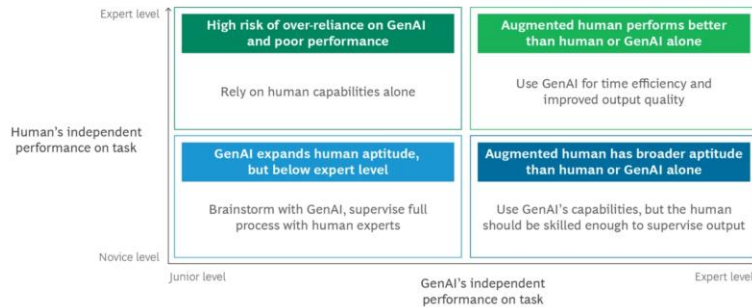 Expert level
High risk of over-reliance on GenAI
and poor performance
Rely on human capabilities alone
Augmented human performs better
than human or GenAI alone
Use GenAI for time efficiency and
improved output quality
Human's independent
performance on task
GenAI expands human aptitude,
but below expert level
Brainstorm with GenAI, supervise full
process with human experts
Augmented human has broader aptitude
than human or GenAI alone
Use GenAI's capabilities, but the human
should be skilled enough to supervise output
Novice level
Junior level
GenAI's independent
performance on task
Expert level